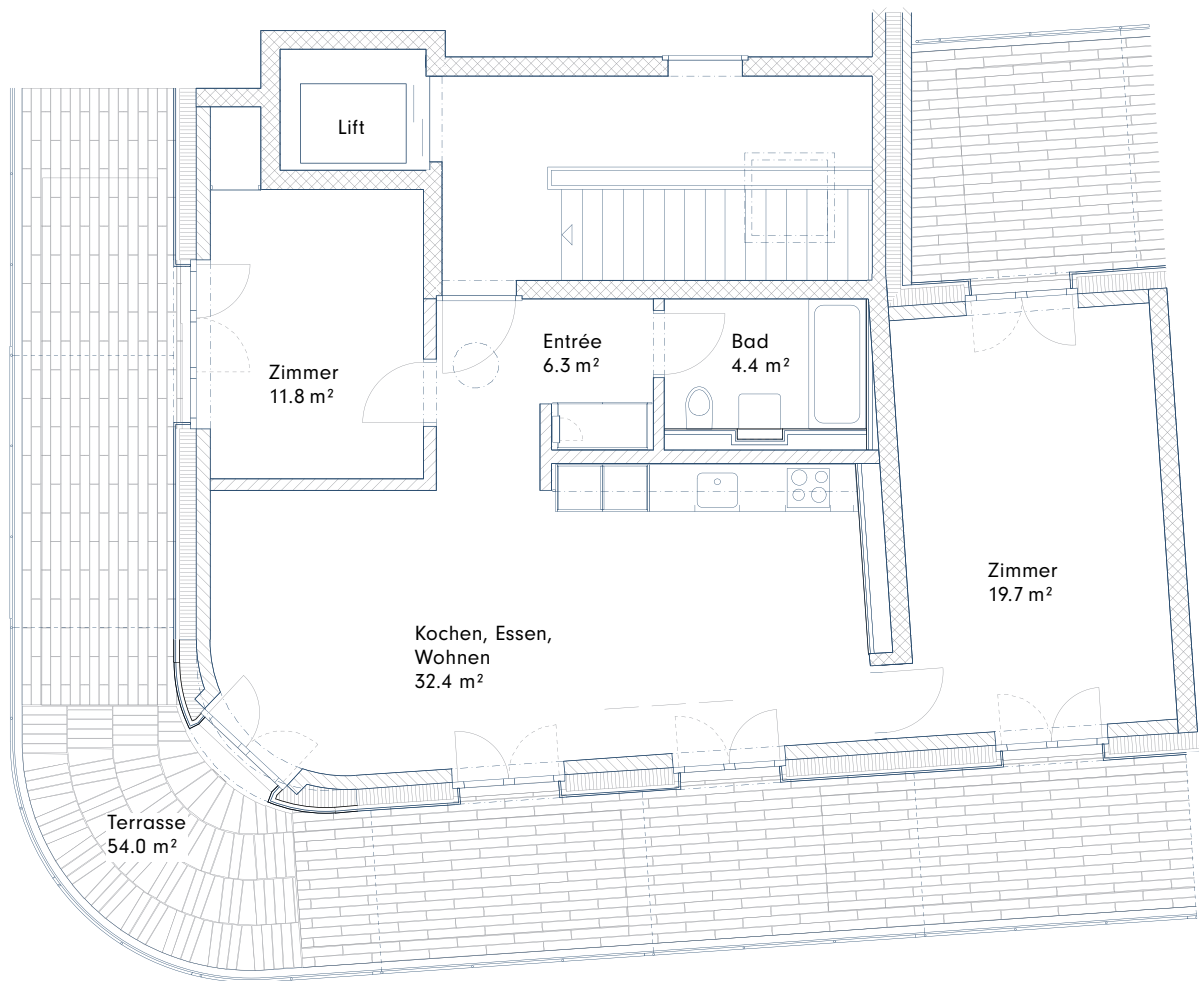 Lift
Entrée
6.3 m²
Bad
4.4 m²
Zimmer
11.8 m²
Zimmer
19.7 m²
Kochen, Essen,
Wohnen
32.4 m²
Terrasse
54.0 m²